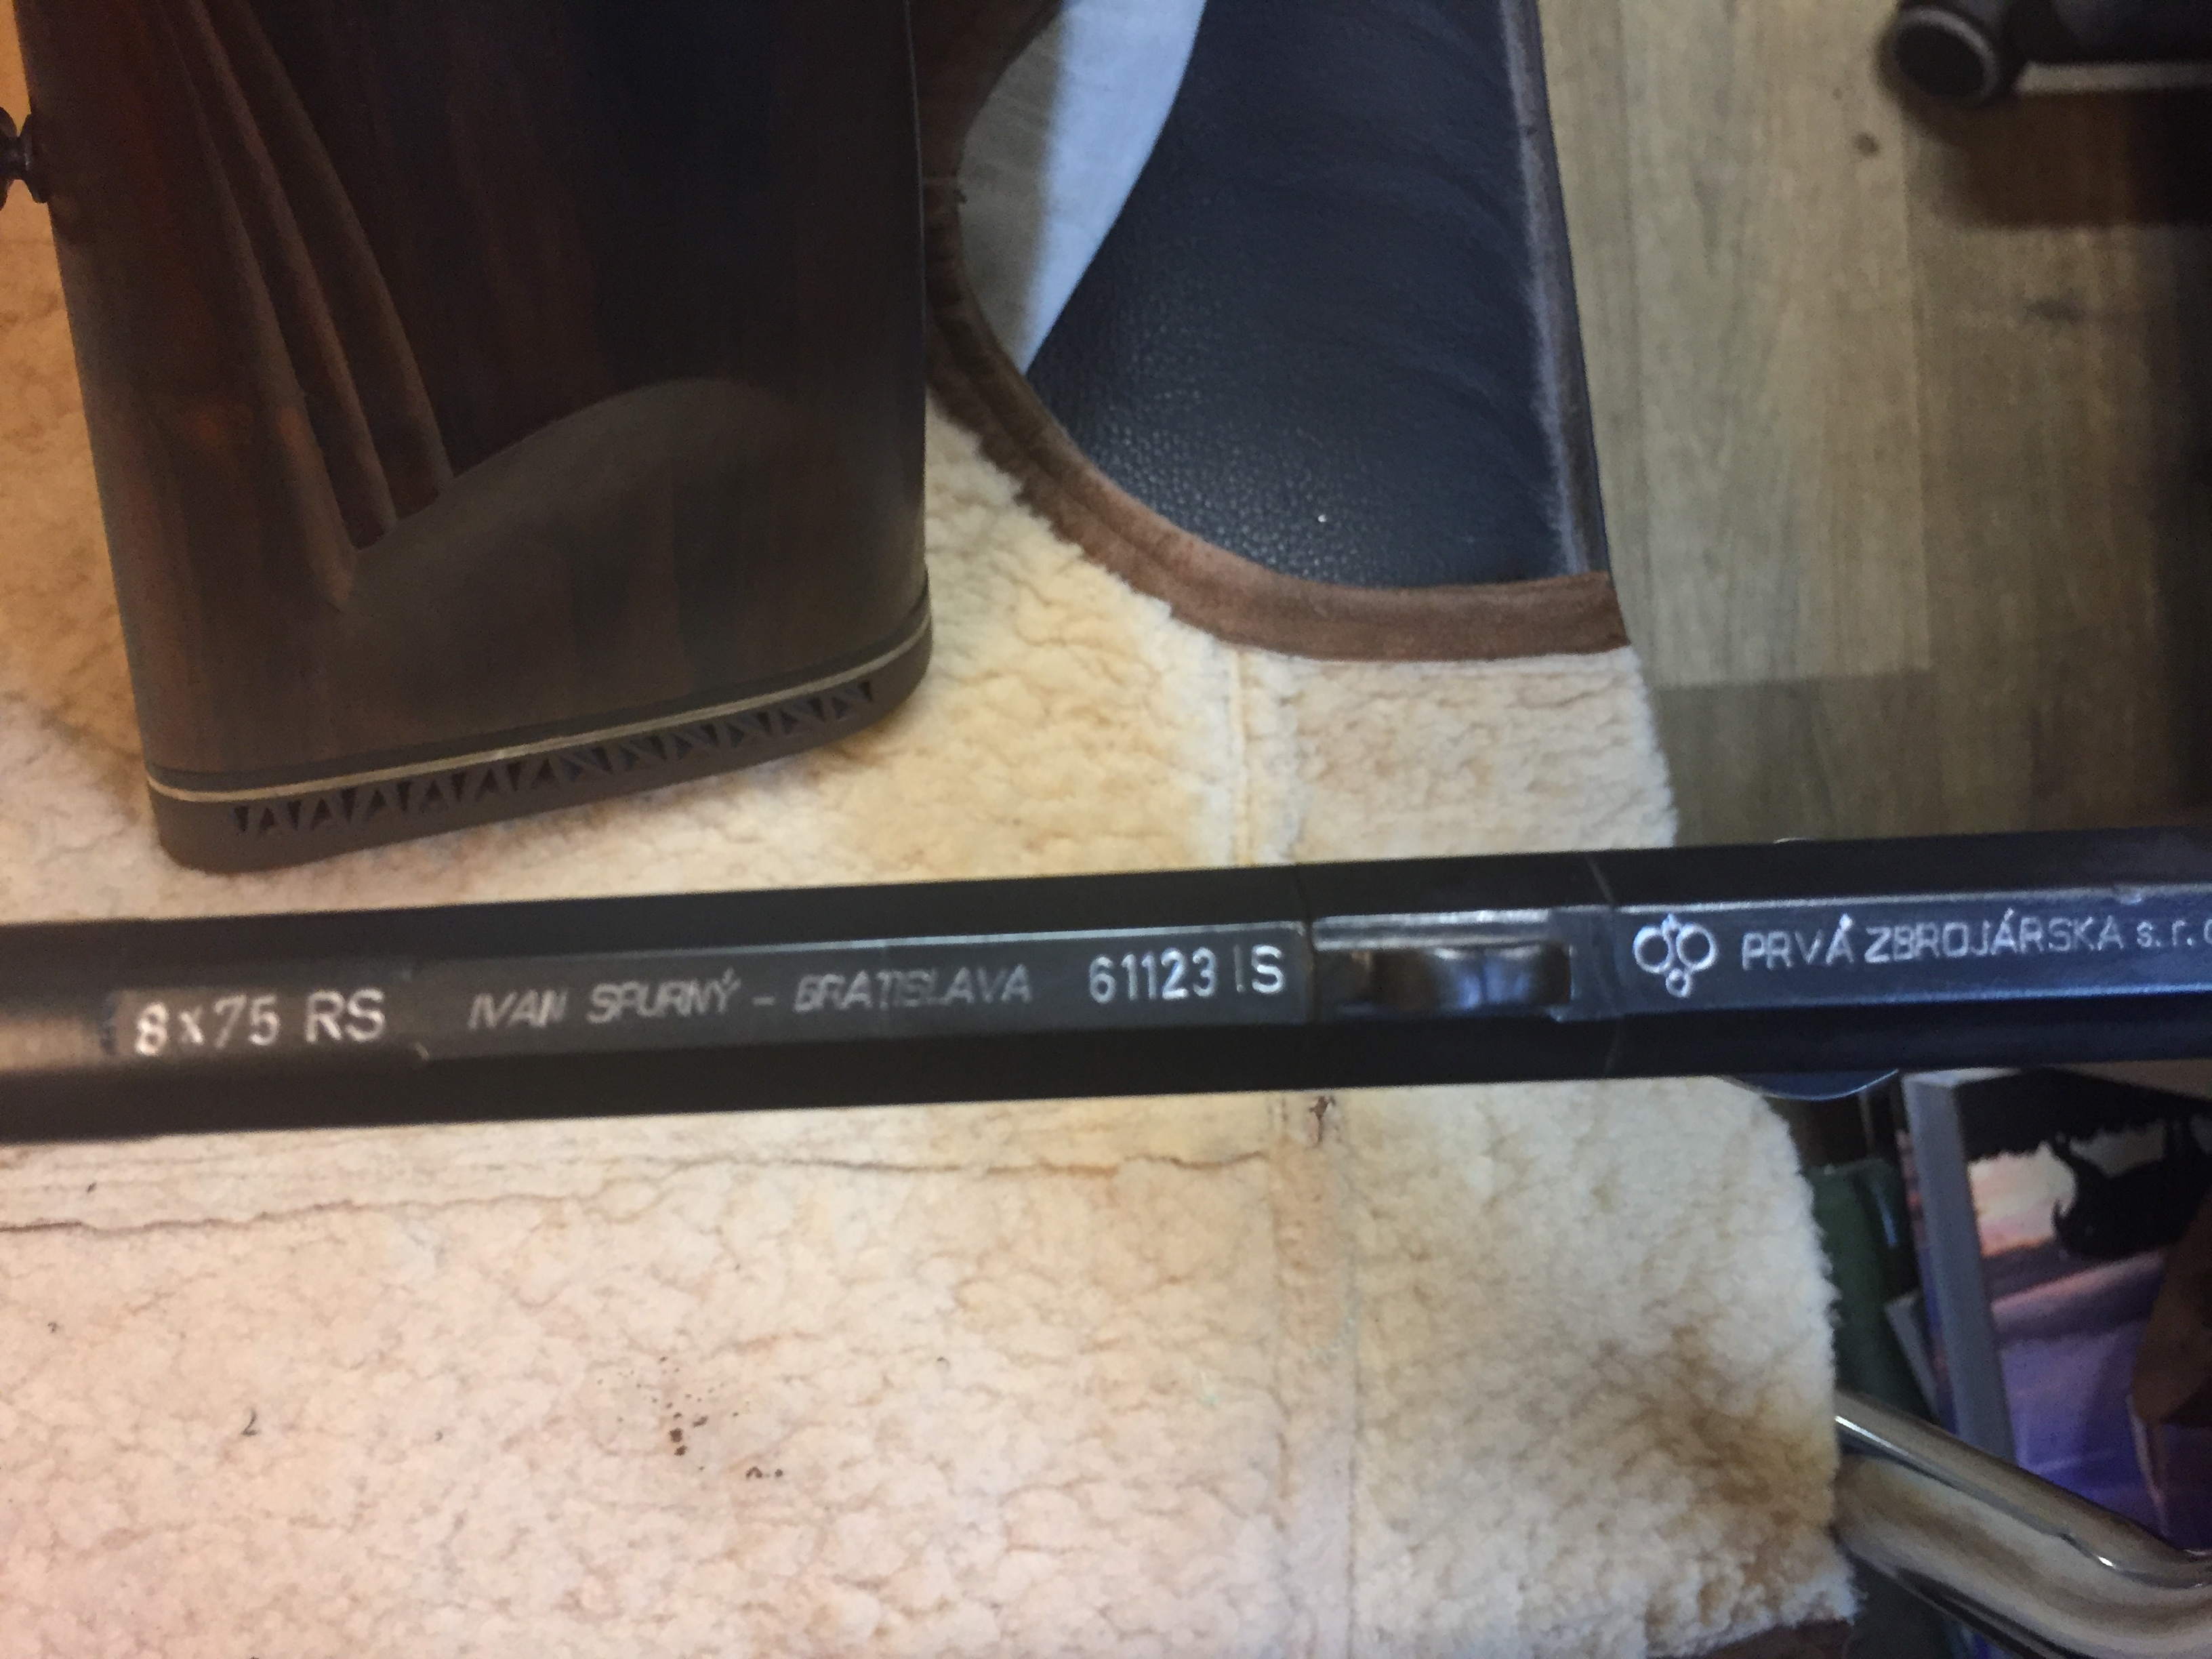 8x75 RS IVAN SPURNÝ - BRATISLAVA 61123 IS PRVÁ ZBROJÁRSKA s.r.o